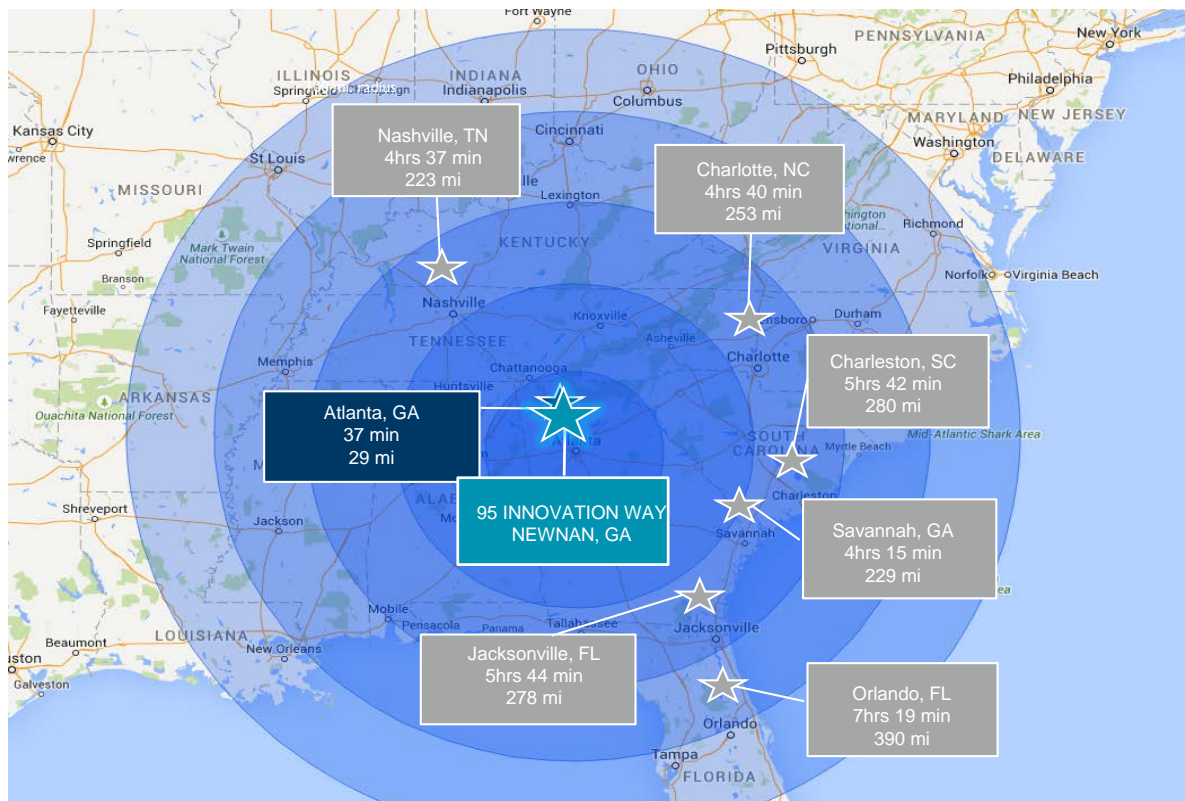 Fort Wayne
PENNSYLVANIA
New York
Pittsburgh
OHIO
Philadelphia
ILLINOIS
INDIANA
Springfield
radius
Indianapolis
Columbus
MARYLAND
NEW JERSEY
Kansas City
Nashville, TN
4hrs 37 min
223 mi
Cincinnati
Washington
DELAWARE
St Louis
Charlotte, NC
4hrs 40 min
253 mi
MISSOURI
Lexington
Richmond
Springfield
Mark Twain
National Forest
KENTUCKY
VIRGINIA
Branson
Norfolk
Virginia Beach
Fayetteville
Nashville
Knoxville
Durham
TENNESSEE
Asheville
Charlotte
Memphis
Chattanooga
Huntsville
Charleston, SC
5hrs 42 min
280 mi
ARKANSAS
Ouachita National Forest
Atlanta, GA
37 min
29 mi
Atlanta
SOUTH
CAROLINA
Myrtle Beach
Mid-Atlantic Shark Area
95 INNOVATION WAY
NEWNAN, GA
Charleston
Shreveport
Jackson
Savannah
Savannah, GA
4hrs 15 min
229 mi
Mobile
Pensacola
Panama
Tallahassee
LOUISIANA
Jacksonville
Beaumont
New Orleans
Jacksonville, FL
5hrs 44 min
278 mi
Galveston
Orlando, FL
7hrs 19 min
390 mi
Orlando
Tampa
FLORIDA